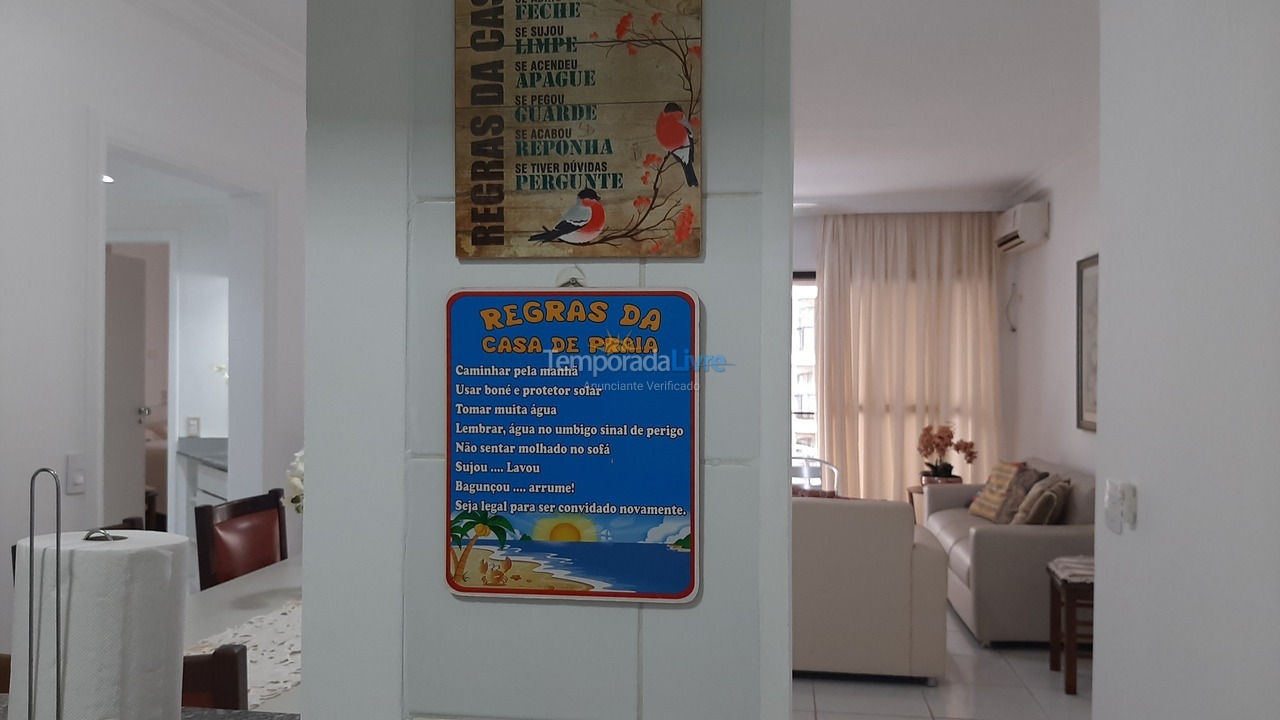 REGRAS DA CASA
FECHE
SE SUJOU
LIMPE
SE ACENDEU
APAGUE
SE PEGOU
GUARDE
SE ACABOU
REPONHA
SE TIVER DÚVIDAS
PERGUNTE
REGRAS DA
CASA DE PRAIA
TemporadaLivre
Anunciante Verificado
Caminhar pela manhã
Usar boné e protetor solar
Tomar muita água
Lembrar, água no umbigo sinal de perigo
Não sentar molhado no sofá
Sujou .... Lavou
Bagunçou .... arrume!
Seja legal para ser convidado novamente.